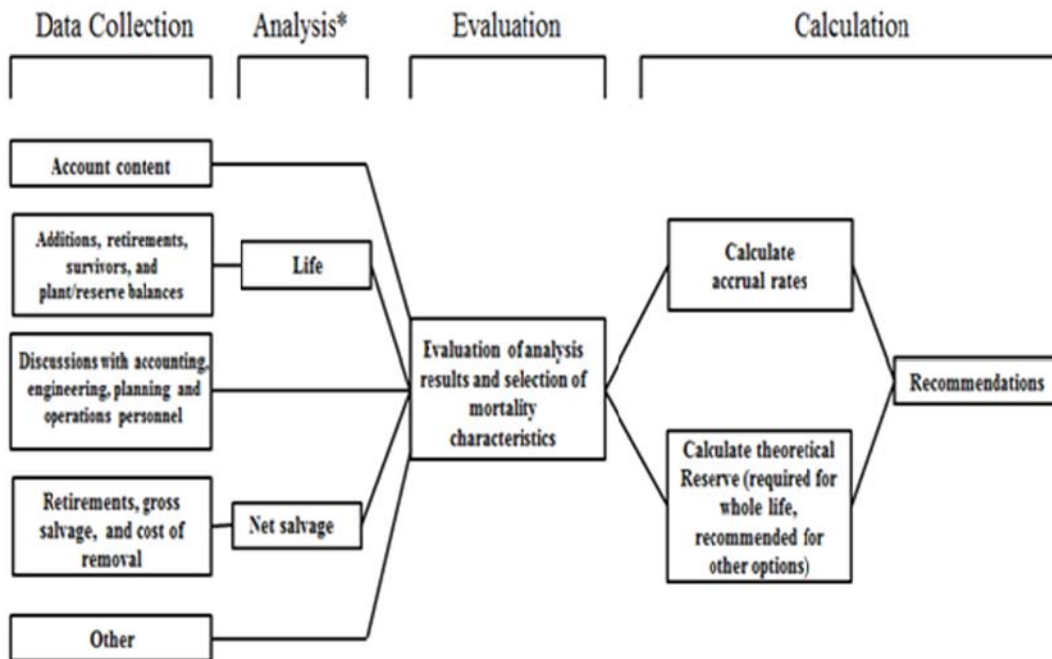 Data Collection
Analysis*
Evaluation
Calculation
Account content
Additions, retirements,
survivors, and
plant/reserve balances
Life
Discussions with accounting,
engineering, planning and
operations personnel
Retirements, gross
salvage, and cost of
removal
Net salvage
Other
Evaluation of analysis
results and selection of
mortality
characteristics
Calculate
accrual rates
Calculate theoretical
Reserve (required for
whole life,
recommended for
other options)
Recommendations